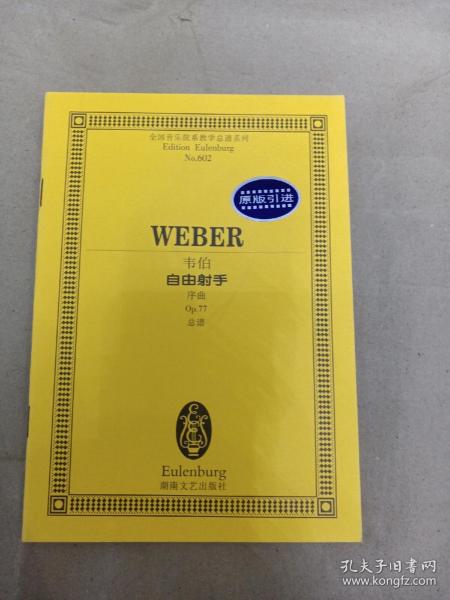 全国音乐院系教学总谱系列
Edition Eulenburg
No.602
原版引进
WEBER
韦伯
自由射手
序曲
Op.77
总谱
Eulenburg
湖南文艺出版社
孔夫子旧书网
www.kongfz.com